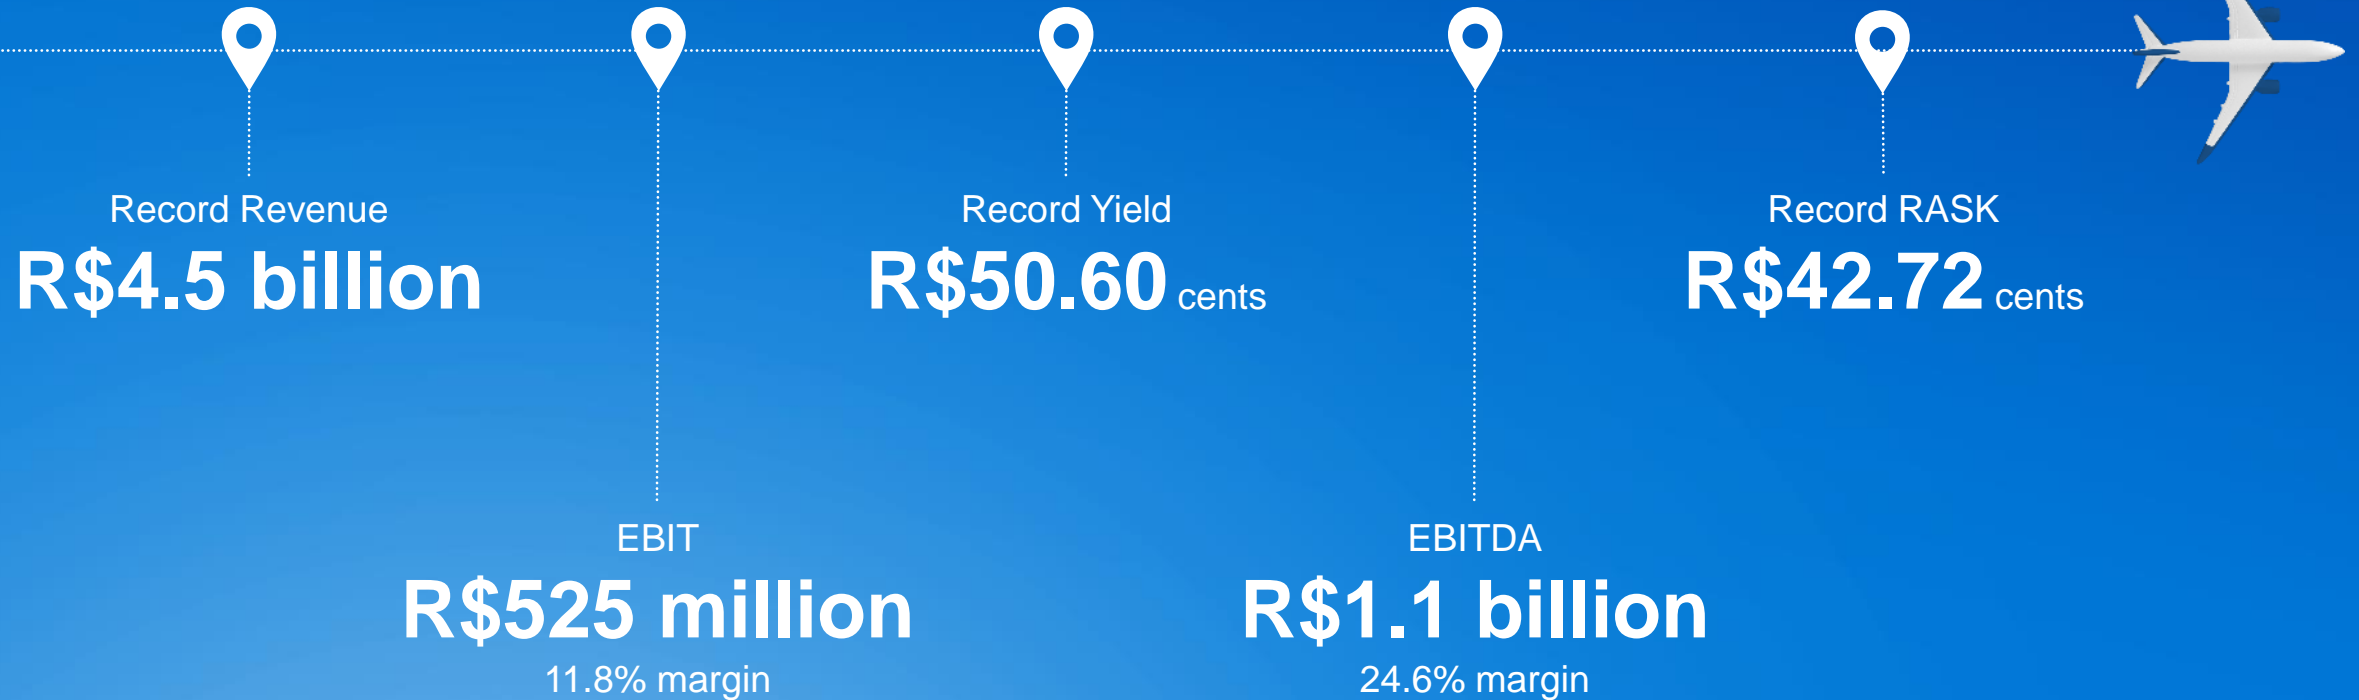 Record Revenue
R$4.5 billion
Record Yield
R$50.60 cents
Record RASK
R$42.72 cents
EBIT
R$525 million
11.8% margin
EBITDA
R$1.1 billion
24.6% margin